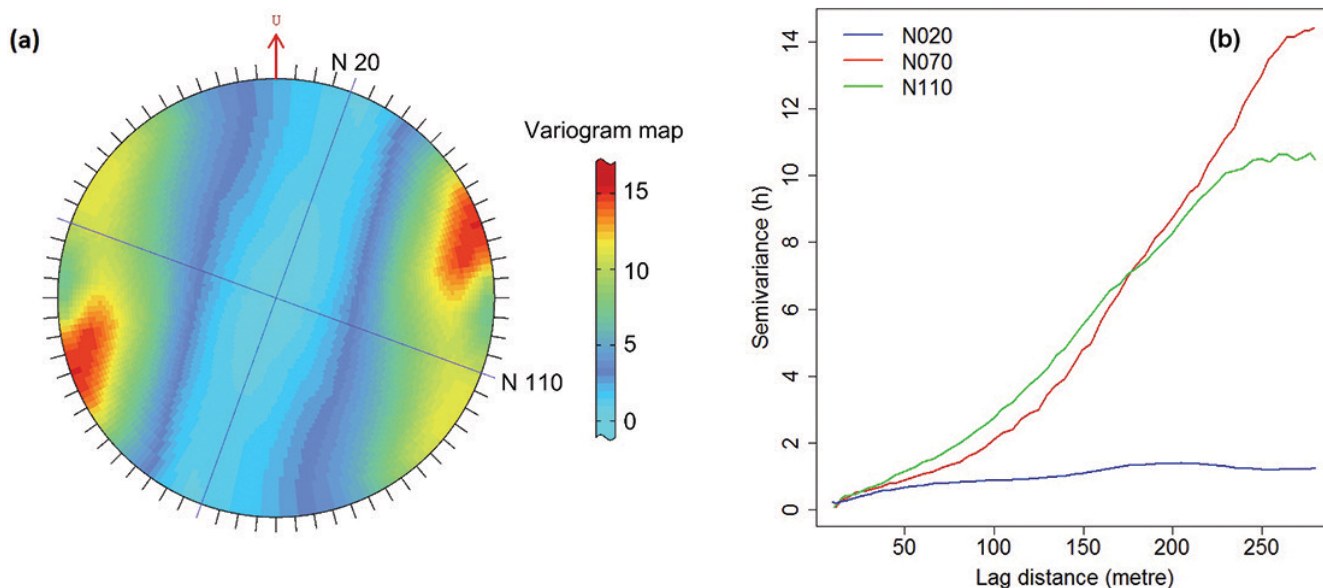 (a)
U
N 20
N 110
Variogram map
15
10
5
0
(b)
N020
N070
N110
Semivariance (h)
14
12
10
8
6
4
2
0
50 100 150 200 250
Lag distance (metre)